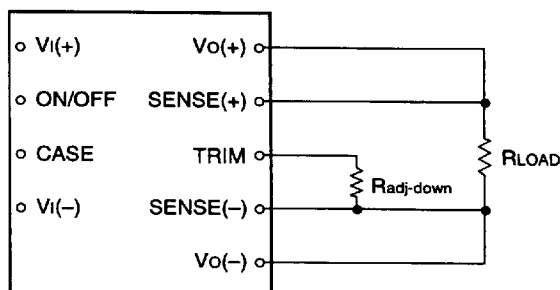 VI(+) VO(+)
ON/OFF SENSE(+)
CASE TRIM
RLOAD
Radj-down
VI(–) SENSE(–)
VO(–)